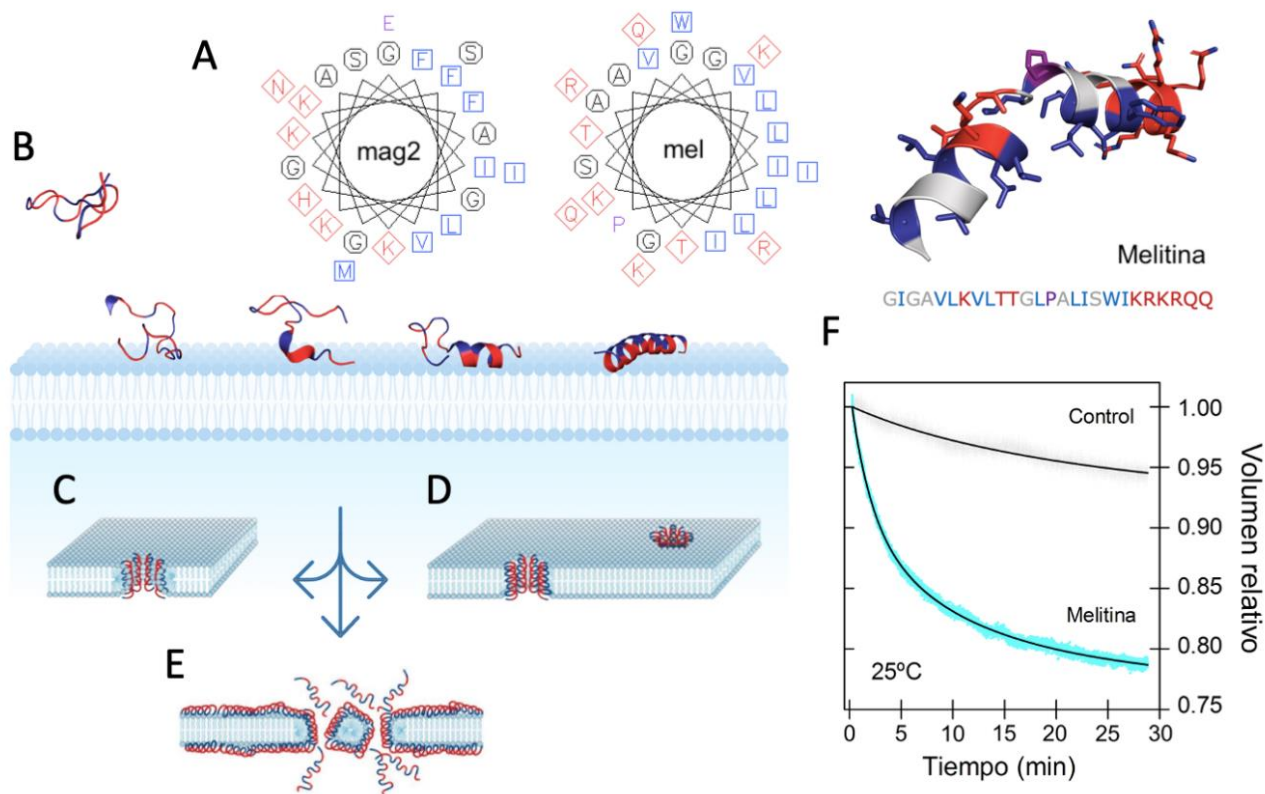 A
E
S
G
F
S
A
F
N
K
F
K
A
mag2
G
I
I
H
G
K
L
G
K
V
M
Q
W
K
V
G
G
V
R
A
A
L
T
L
mel
S
I
I
Q
K
L
P
L
G
T
I
R
K
Melitina
GIGAVLKVLTTGLPALISWIKRKRQQ
B
C
D
E
F
Control
Melitina
25ºC
1.00
0.95
0.90
0.85
0.80
0.75
Volumen relativo
0 5 10 15 20 25 30
Tiempo (min)